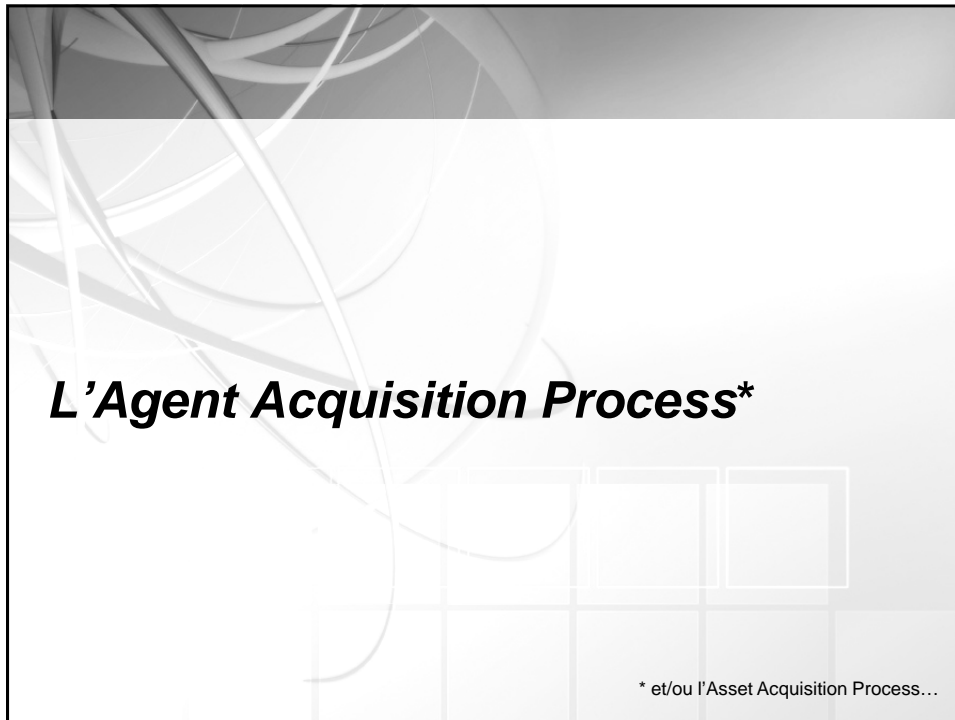 L’Agent Acquisition Process*
* et/ou l’Asset Acquisition Process…